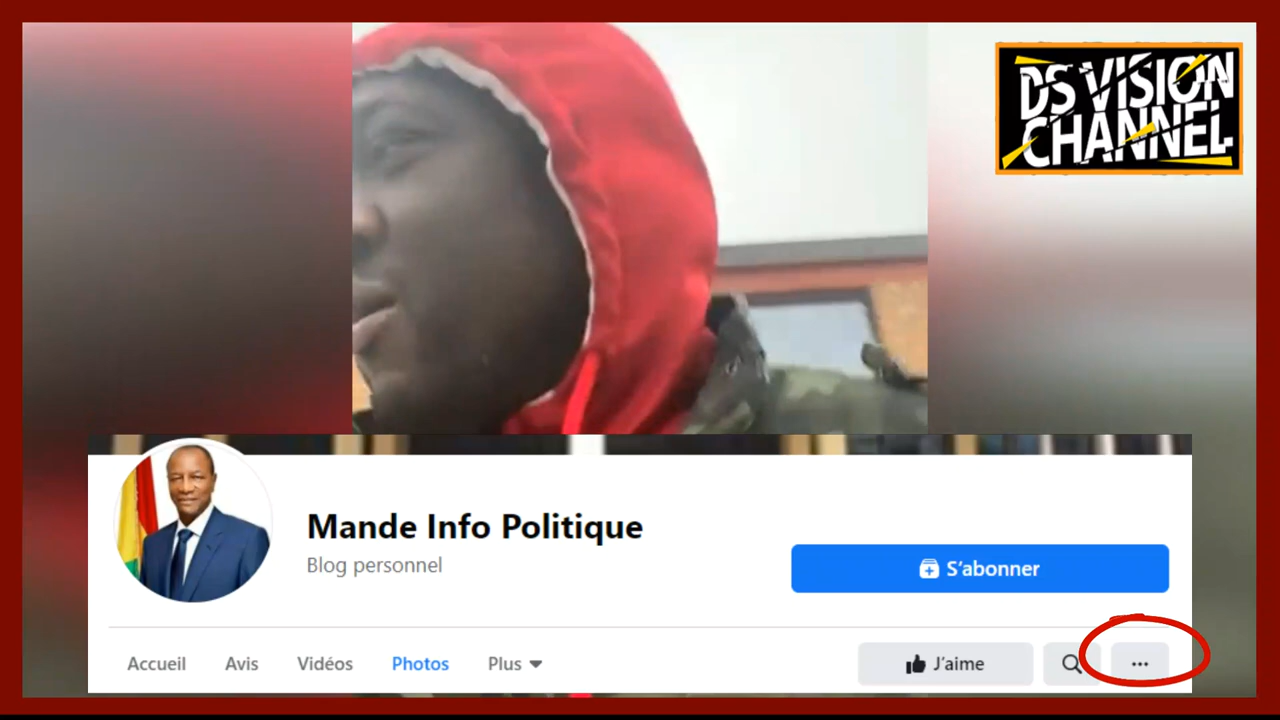 DS VISION
CHANNEL
Mande Info Politique
Blog personnel
S'abonner
Accueil Avis Vidéos Photos Plus J'aime ...